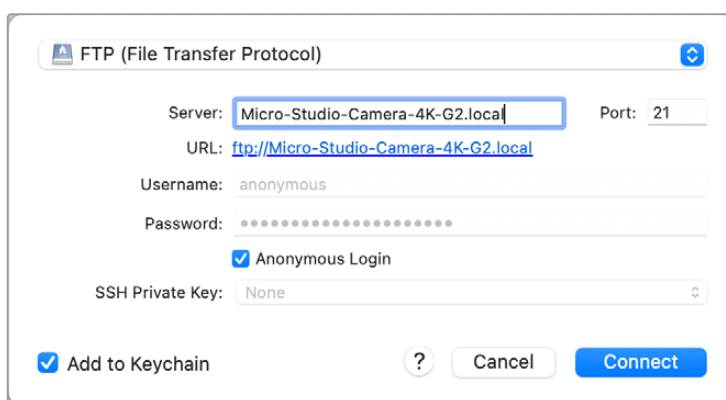 FTP (File Transfer Protocol)
Server: Micro-Studio-Camera-4K-G2.local Port: 21
URL: ftp://Micro-Studio-Camera-4K-G2.local
Username: anonymous
Password: ●●●●●●●●●●●●●●●●●●●●●
Anonymous Login
SSH Private Key: None
Add to Keychain ? Cancel Connect